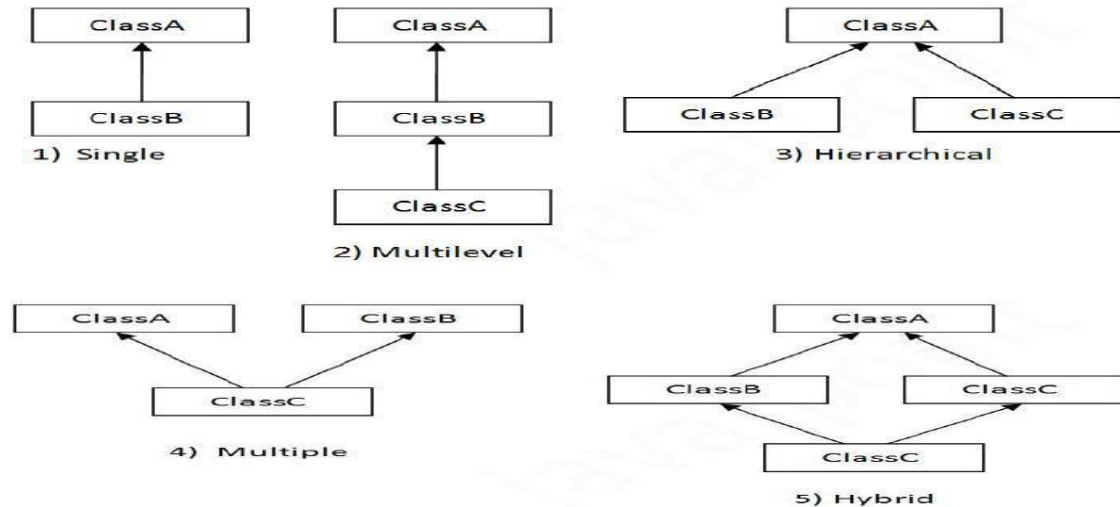 ClassA
ClassB
1) Single
ClassA
ClassB
ClassC
2) Multilevel
ClassA
ClassB
ClassC
3) Hierarchical
ClassA
ClassB
ClassC
4) Multiple
ClassA
ClassB
ClassC
ClassC
5) Hybrid